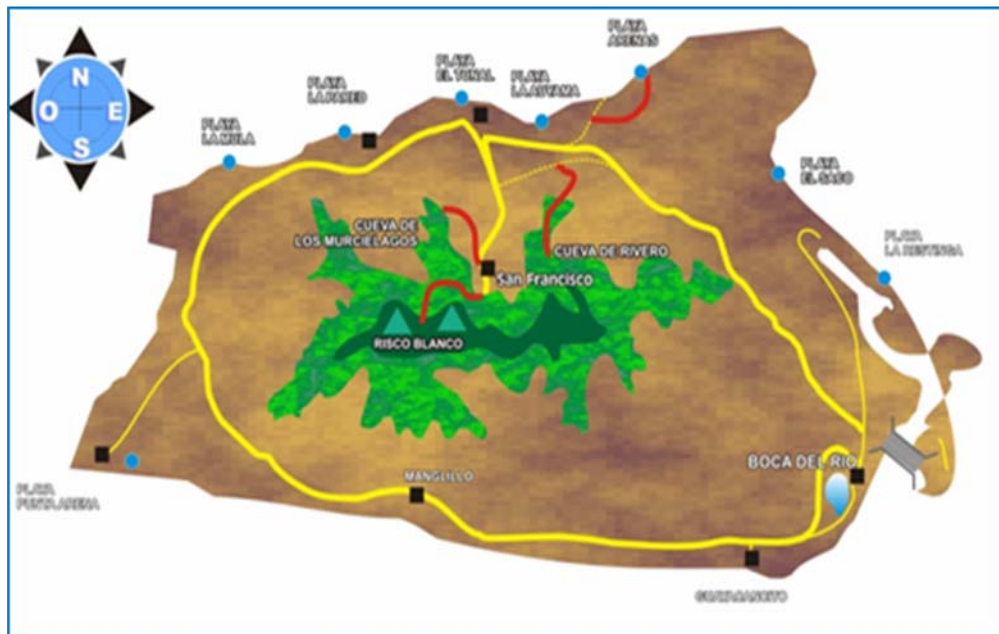 PLAYA
ARENAS
PLAYA
EL TUNAL
PLAYA
LA AUYAMA
PLAYA
LA PARED
PLAYA
LA MULA
N
O E
S
PLAYA
EL SACO
PLAYA
LA RESTINGA
CUEVA DE
LOS MURCIELAGOS
CUEVA DE RIVERO
San Francisco
RISCO BLANCO
BOCA DEL RIO
MANGLILLO
PLAYA
PUNTA ARENA
GUAYACANCITO